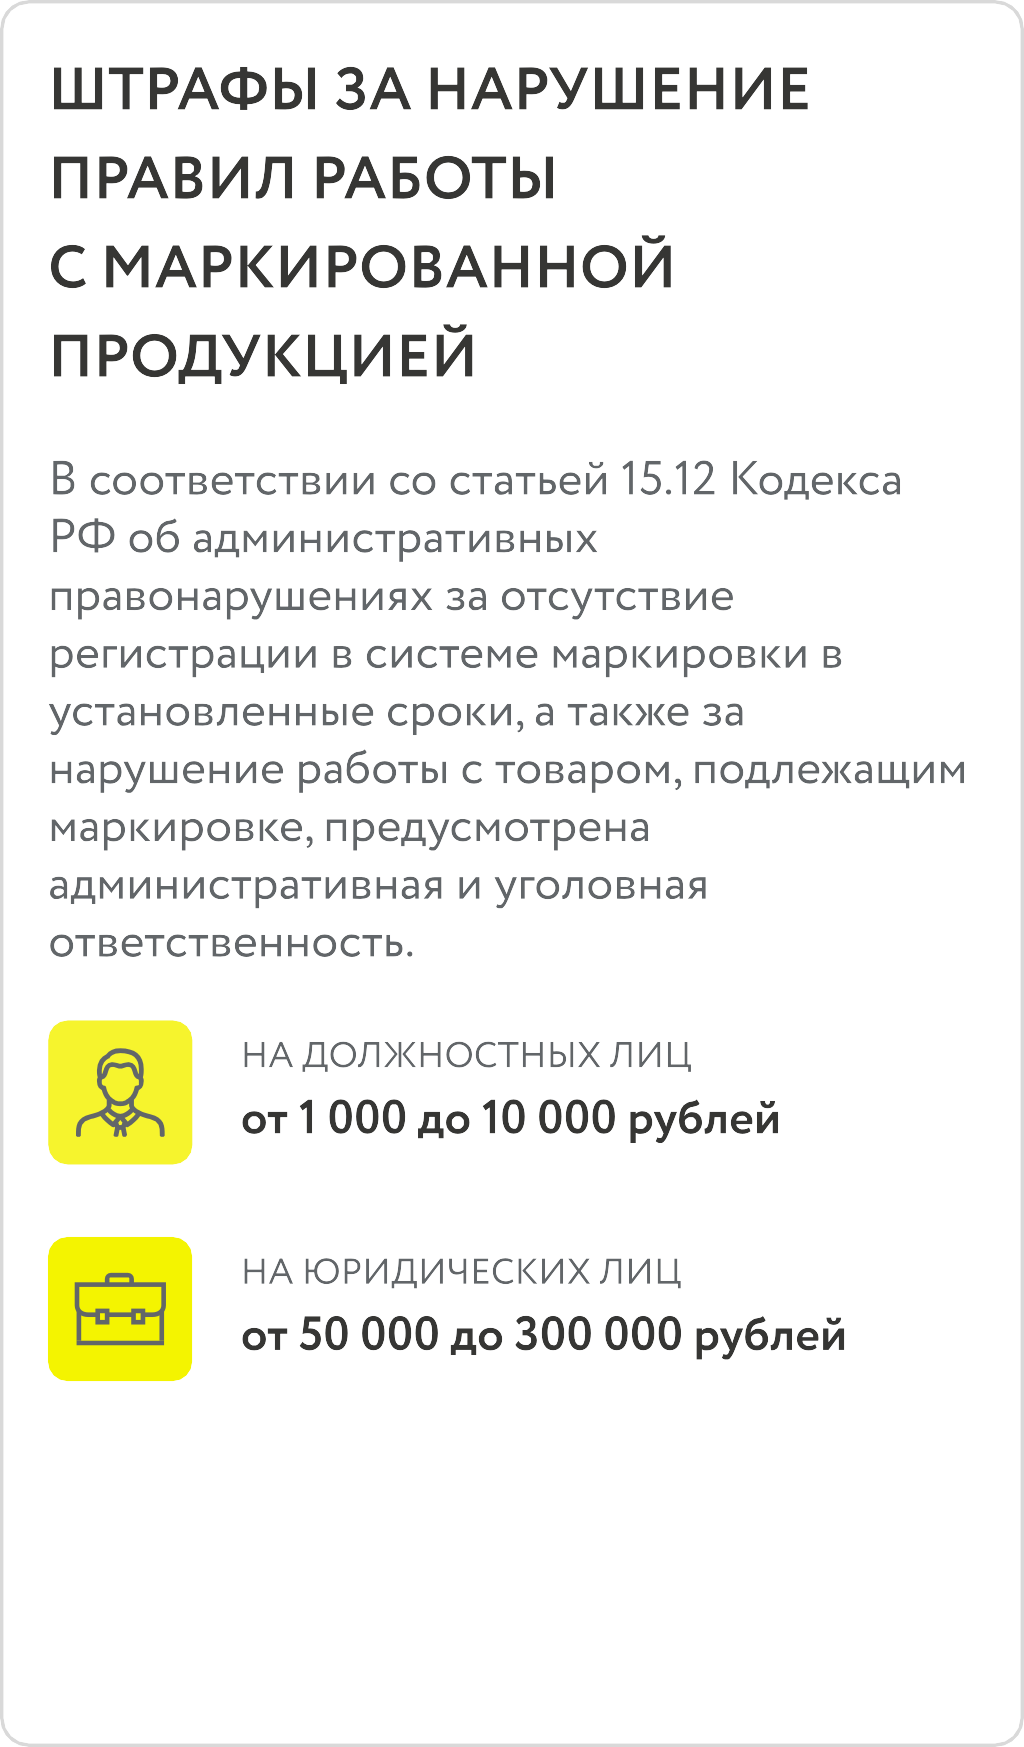 ШТРАФЫ ЗА НАРУШЕНИЕ
ПРАВИЛ РАБОТЫ
С МАРКИРОВАННОЙ
ПРОДУКЦИЕЙ
В соответствии со статьей 15.12 Кодекса
РФ об административных
правонарушениях за отсутствие
регистрации в системе маркировки в
установленные сроки, а также за
нарушение работы с товаром, подлежащим
маркировке, предусмотрена
административная и уголовная
ответственность.
НА ДОЛЖНОСТНЫХ ЛИЦ
от 1 000 до 10 000 рублей
НА ЮРИДИЧЕСКИХ ЛИЦ
от 50 000 до 300 000 рублей